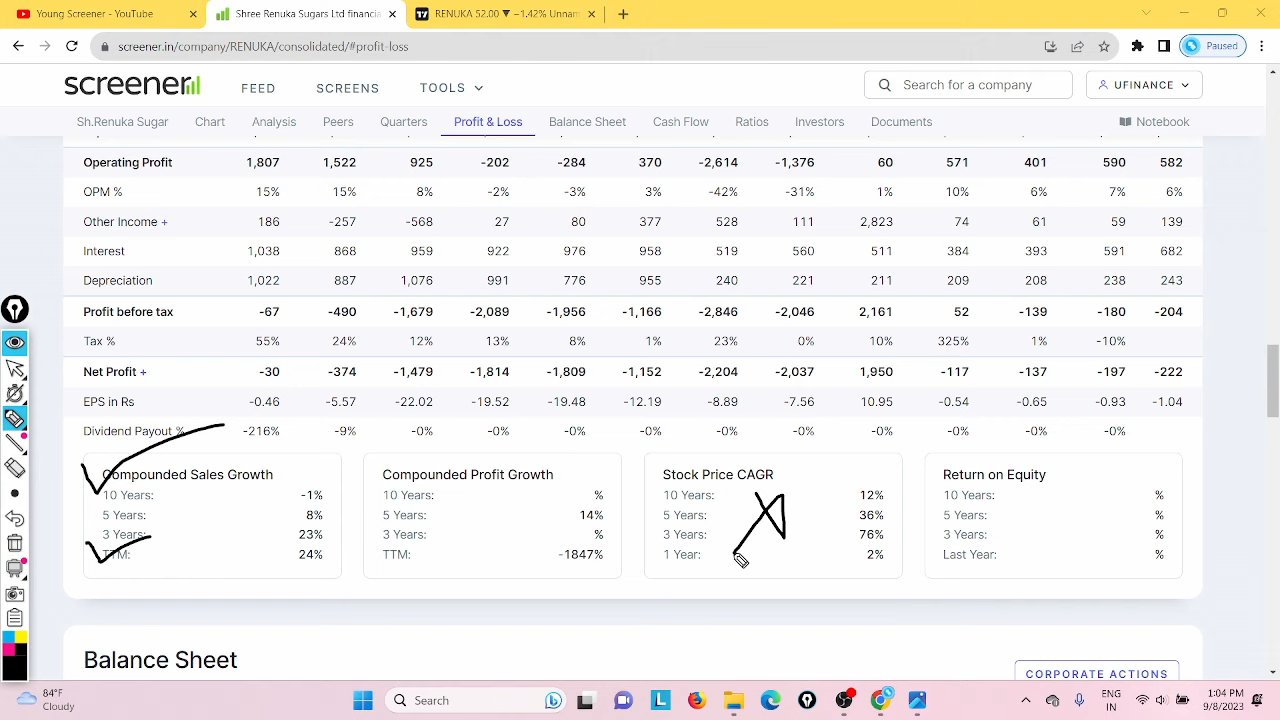 Young Screener - YouTube
Shree Renuka Sugars Ltd financia
RENUKA 52.00 ▼ −1.42% Unnam
screener.in/company/RENUKA/consolidated/#profit-loss
Paused
screener
FEED
SCREENS
TOOLS
Search for a company
UFINANCE
Sh.Renuka Sugar
Chart
Analysis
Peers
Quarters
Profit & Loss
Balance Sheet
Cash Flow
Ratios
Investors
Documents
Notebook
Operating Profit 1,807 1,522 925 -202 -284 370 -2,614 -1,376 60 571 401 590 582
OPM % 15% 15% 8% -2% -3% 3% -42% -31% 1% 10% 6% 7% 6%
Other Income + 186 -257 -568 27 80 377 528 111 2,823 74 61 59 139
Interest 1,038 868 959 922 976 958 519 560 511 384 393 591 682
Depreciation 1,022 887 1,076 991 776 955 240 221 211 209 208 238 243
Profit before tax -67 -490 -1,679 -2,089 -1,956 -1,166 -2,846 -2,046 2,161 52 -139 -180 -204
Tax % 55% 24% 12% 13% 8% 1% 23% 0% 10% 325% 1% -10%
Net Profit + -30 -374 -1,479 -1,814 -1,809 -1,152 -2,204 -2,037 1,950 -117 -137 -197 -222
EPS in Rs -0.46 -5.57 -22.02 -19.52 -19.48 -12.19 -8.89 -7.56 10.95 -0.54 -0.65 -0.93 -1.04
Dividend Payout % -216% -9% -0% -0% -0% -0% -0% -0% 0% -0% -0% -0%
Compounded Sales Growth
10 Years: -1%
5 Years: 8%
3 Years: 23%
TTM: 24%
Compounded Profit Growth
10 Years: %
5 Years: 14%
3 Years: %
TTM: -1847%
Stock Price CAGR
10 Years: 12%
5 Years: 36%
3 Years: 76%
1 Year: 2%
Return on Equity
10 Years: %
5 Years: %
3 Years: %
Last Year: %
Balance Sheet
CORPORATE ACTIONS
84°F
Cloudy
Search
ENG
IN
1:04 PM
9/8/2023